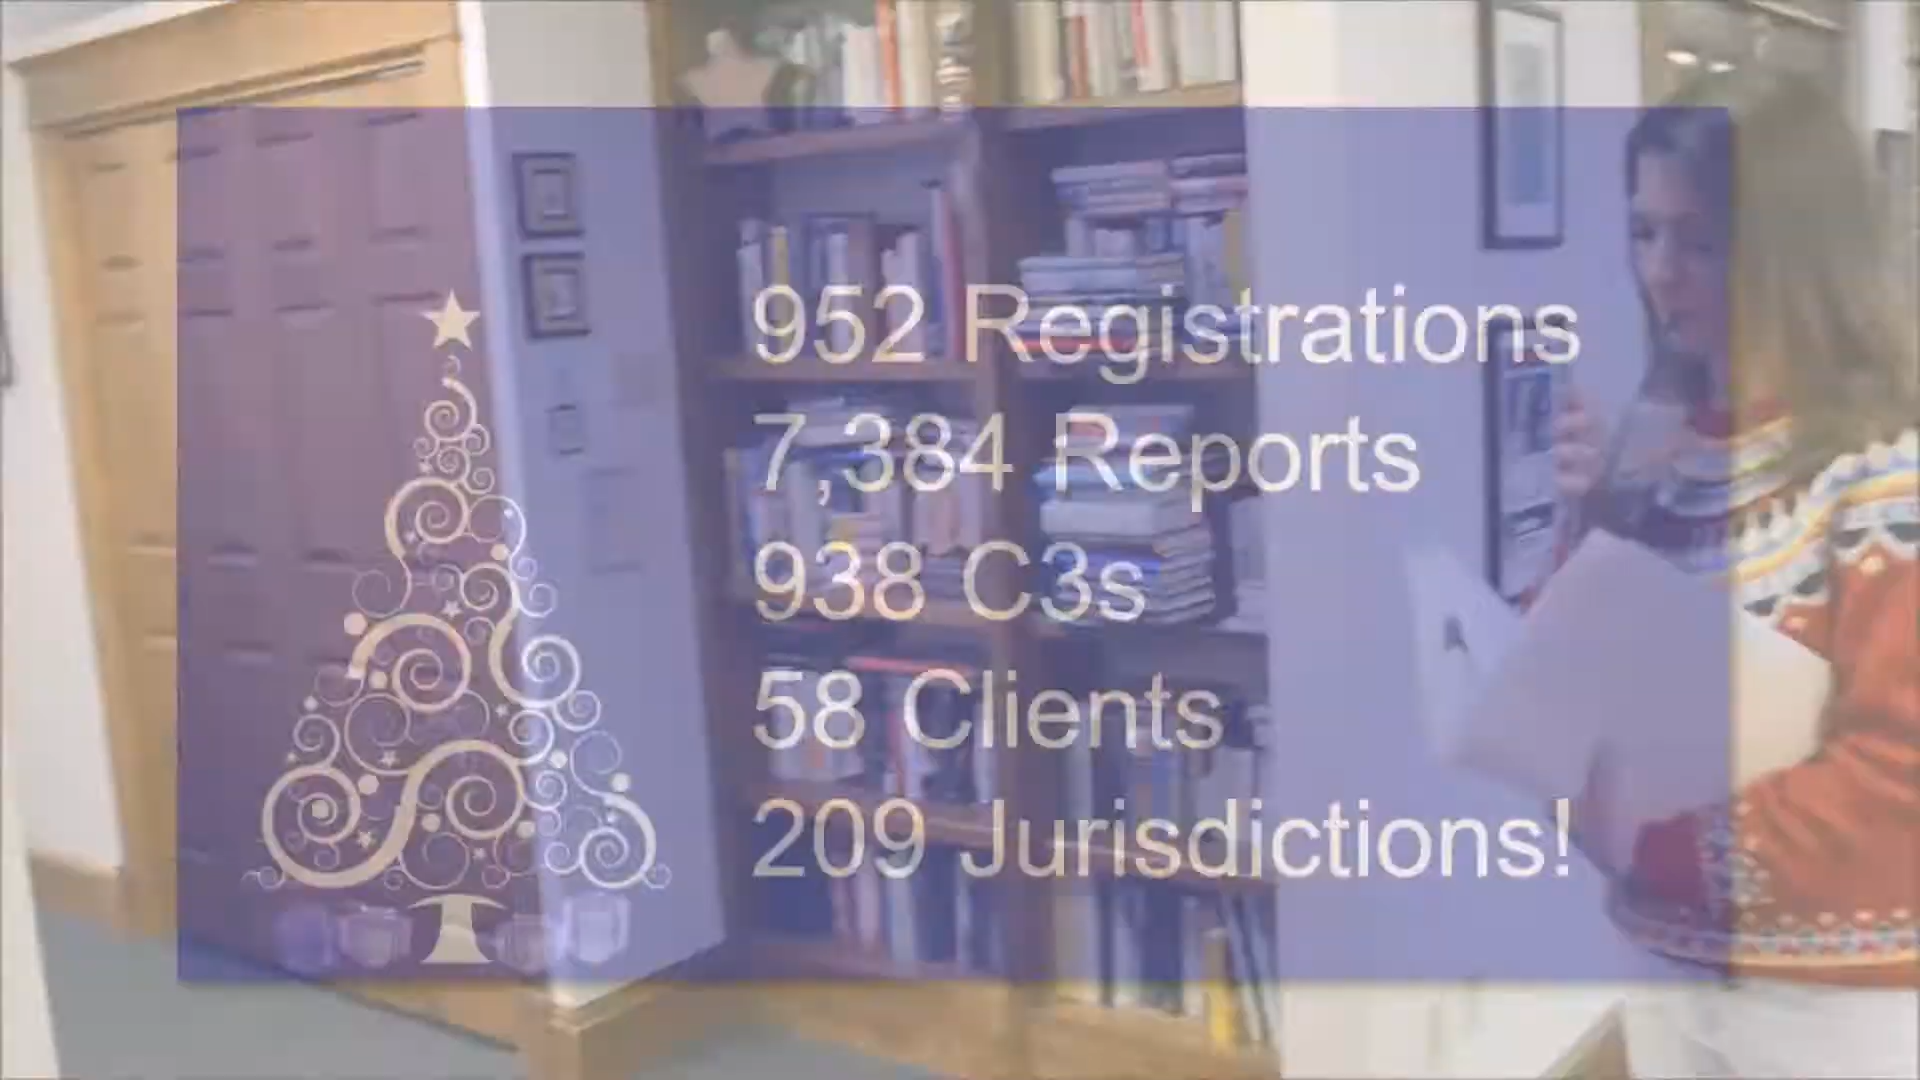 952 Registrations
7,384 Reports
938 C3s
58 Clients
209 Jurisdictions!